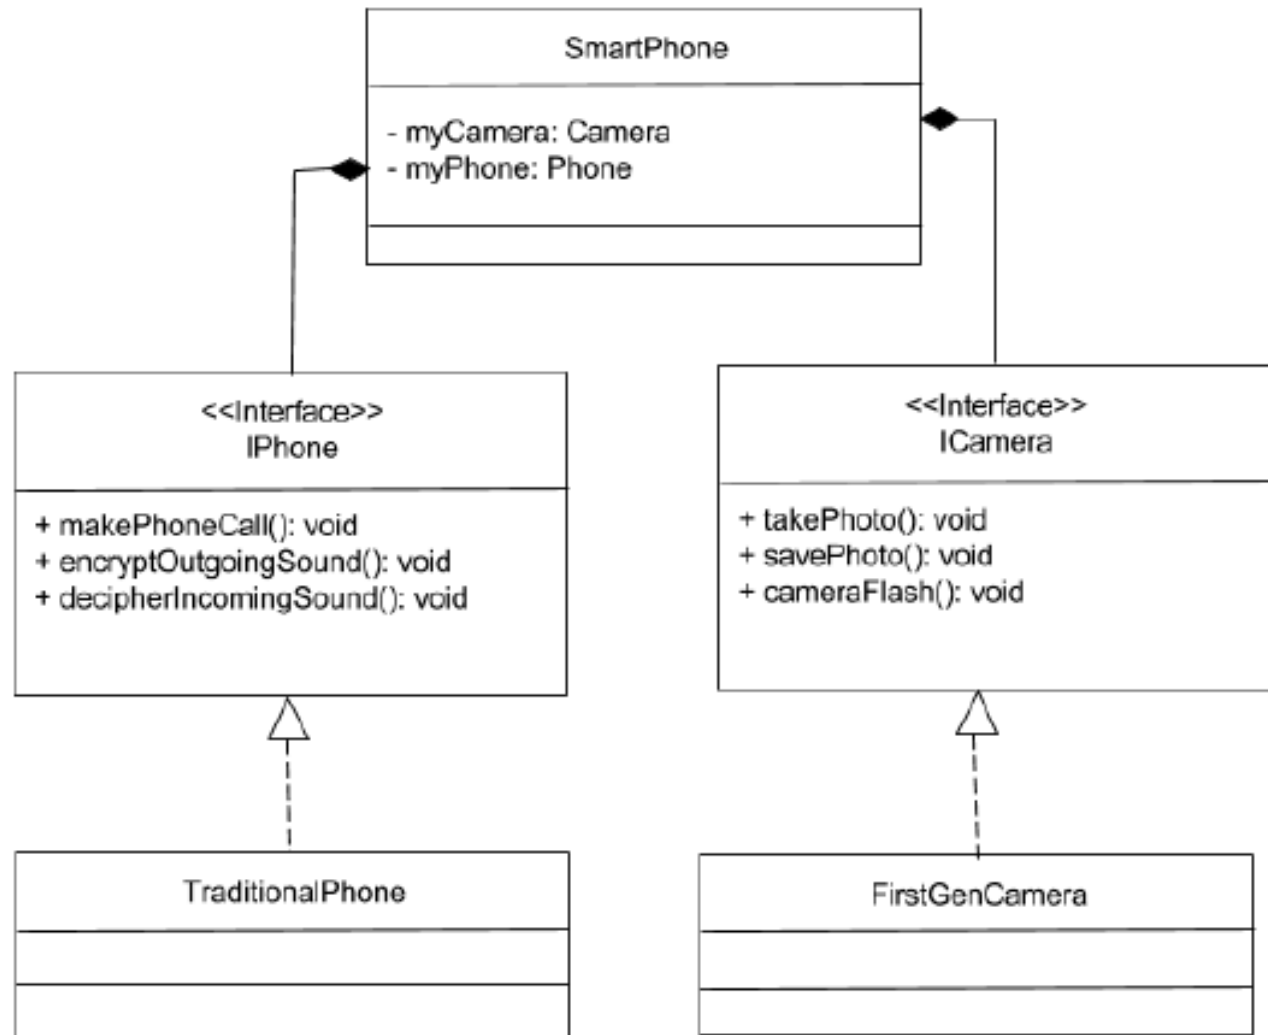 SmartPhone
- myCamera: Camera
- myPhone: Phone
<<Interface>>
IPhone
+ makePhoneCall(): void
+ encryptOutgoingSound(): void
+ decipherIncomingSound(): void
<<Interface>>
ICamera
+ takePhoto(): void
+ savePhoto(): void
+ cameraFlash(): void
TraditionalPhone
FirstGenCamera